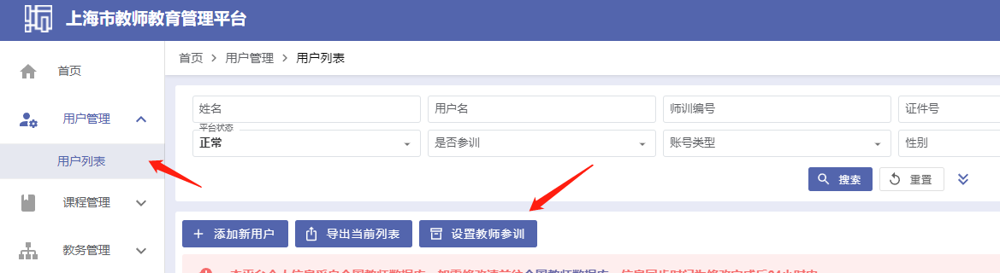 上海市教师教育管理平台
首页
用户管理
用户列表
课程管理
教务管理
首页 > 用户管理 > 用户列表
姓名
用户名
师训编号
证件号
平台状态
正常
是否参训
账号类型
性别
搜索
重置
添加新用户
导出当前列表
设置教师参训